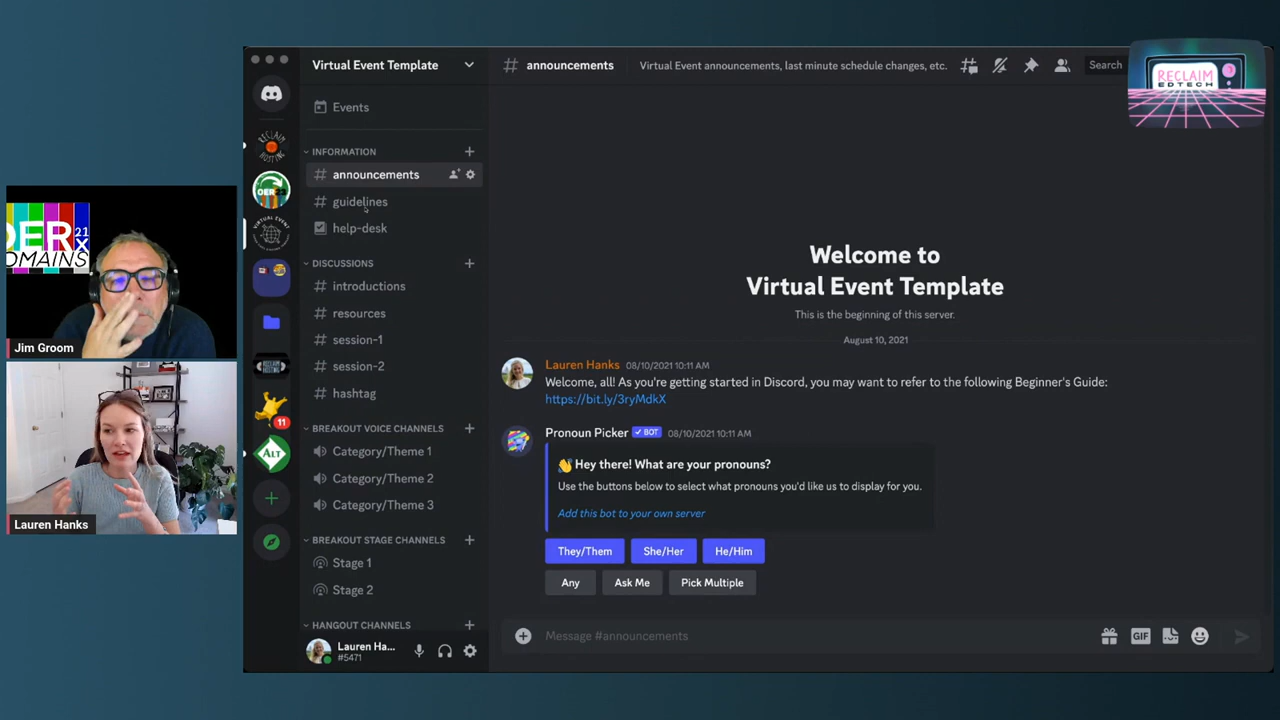 OER
21
X
DOMAINS
Jim Groom
Lauren Hanks
RECLAIM
HOSTING
OER23
VIRTUAL EVENT
11
ALT
Virtual Event Template
Events
INFORMATION
announcements
guidelines
help-desk
DISCUSSIONS
introductions
resources
session-1
session-2
hashtag
BREAKOUT VOICE CHANNELS
Category/Theme 1
Category/Theme 2
Category/Theme 3
BREAKOUT STAGE CHANNELS
Stage 1
Stage 2
HANGOUT CHANNELS
Lauren Ha...
#5471
# announcements
Virtual Event announcements, last minute schedule changes, etc.
Search
RECLAIM
EDTECH
Welcome to
Virtual Event Template
This is the beginning of this server.
August 10, 2021
Lauren Hanks 08/10/2021 10:11 AM
Welcome, all! As you're getting started in Discord, you may want to refer to the following Beginner's Guide:
https://bit.ly/3ryMdkX
Pronoun Picker ✓ BOT 08/10/2021 10:11 AM
👋 Hey there! What are your pronouns?
Use the buttons below to select what pronouns you'd like us to display for you.
Add this bot to your own server
They/Them She/Her He/Him
Any Ask Me Pick Multiple
Message #announcements
GIF